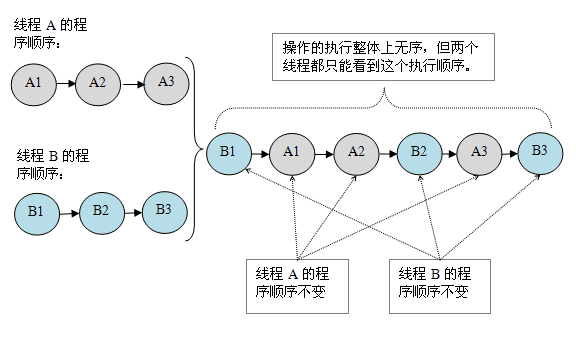 线程 A 的程
序顺序：
A1
A2
A3
线程 B 的程
序顺序：
B1
B2
B3
操作的执行整体上无序，但两个
线程都只能看到这个执行顺序。
B1
A1
A2
B2
A3
B3
线程 A 的程
序顺序不变
线程 B 的程
序顺序不变